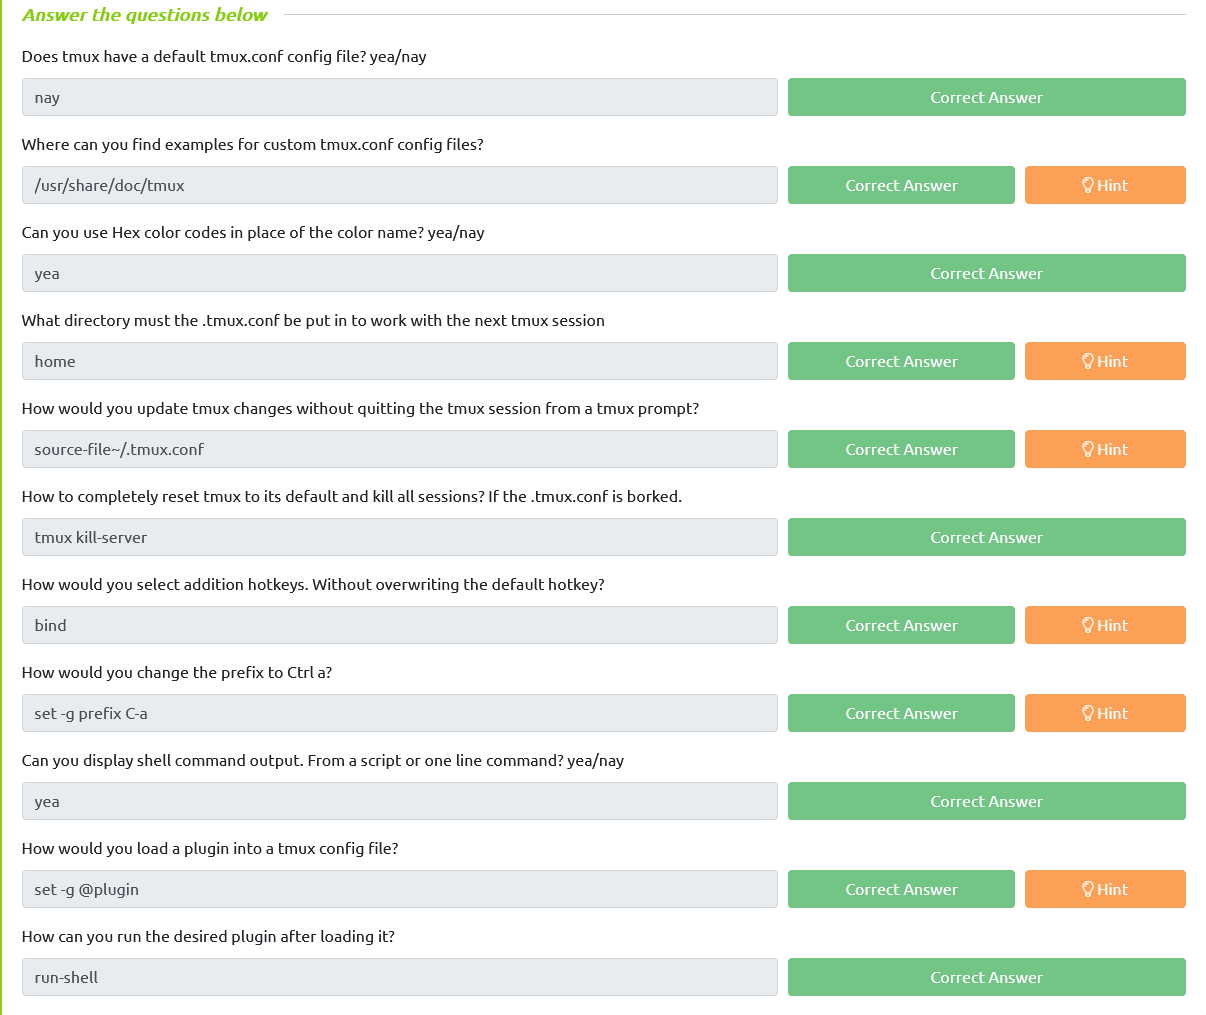 Answer the questions below
Does tmux have a default tmux.conf config file? yea/nay
nay
Correct Answer
Where can you find examples for custom tmux.conf config files?
/usr/share/doc/tmux
Correct Answer
Hint
Can you use Hex color codes in place of the color name? yea/nay
yea
Correct Answer
What directory must the .tmux.conf be put in to work with the next tmux session
home
Correct Answer
Hint
How would you update tmux changes without quitting the tmux session from a tmux prompt?
source-file~/.tmux.conf
Correct Answer
Hint
How to completely reset tmux to its default and kill all sessions? If the .tmux.conf is borked.
tmux kill-server
Correct Answer
How would you select addition hotkeys. Without overwriting the default hotkey?
bind
Correct Answer
Hint
How would you change the prefix to Ctrl a?
set -g prefix C-a
Correct Answer
Hint
Can you display shell command output. From a script or one line command? yea/nay
yea
Correct Answer
How would you load a plugin into a tmux config file?
set -g @plugin
Correct Answer
Hint
How can you run the desired plugin after loading it?
run-shell
Correct Answer